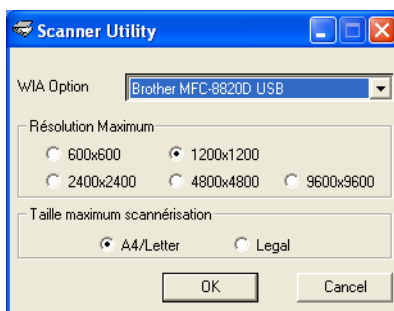 Scanner Utility
WIA Option Brother MFC-8820D USB
Résolution Maximum
600x600 1200x1200
2400x2400 4800x4800 9600x9600
Taille maximum scannérisation
A4/Letter Legal
OK Cancel